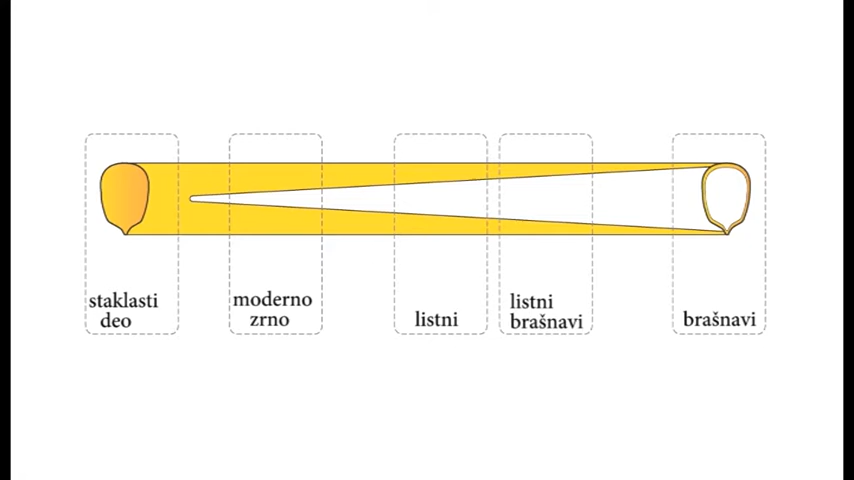 staklasti
deo
moderno
zrno
listni
listni
brašnavi
brašnavi